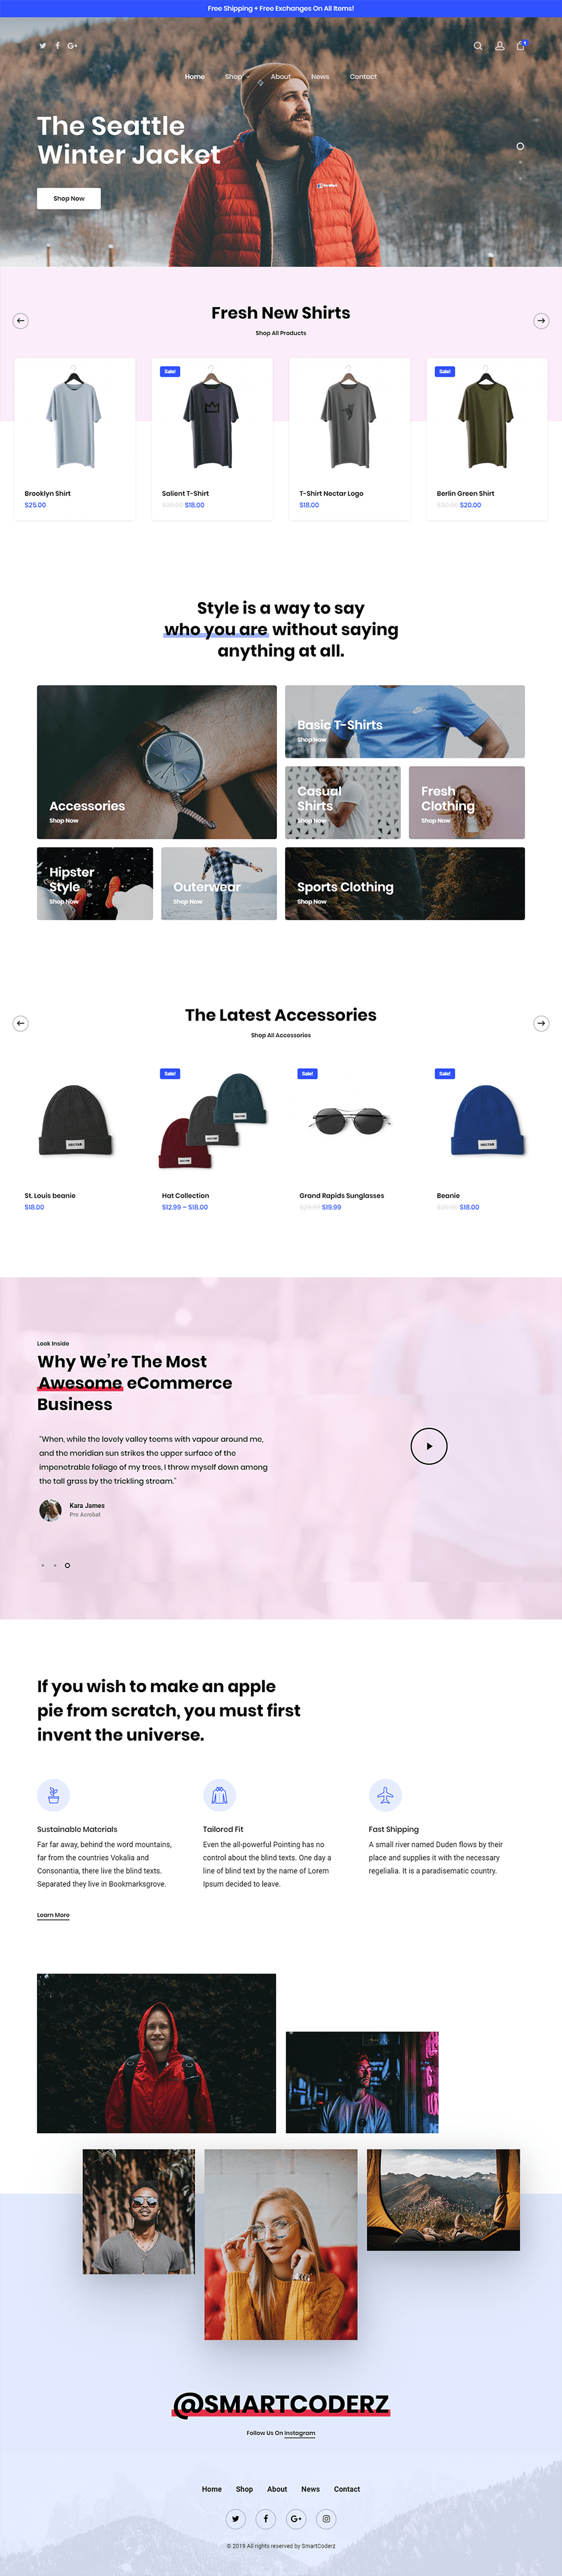 Free Shipping + Free Exchanges On All Items!
Home Shop About News Contact
The Seattle
Winter Jacket
Shop Now
Fresh New Shirts
Shop All Products
Sale!
Sale!
Brooklyn Shirt
$25.00
Salient T-Shirt
$18.00
T-Shirt Nectar Logo
$18.00
Berlin Green Shirt
$20.00
Style is a way to say
who you are without saying
anything at all.
Accessories
Shop Now
Basic T-Shirts
Shop Now
Casual
Shirts
Shop Now
Fresh
Clothing
Shop Now
Hipster
Style
Shop Now
Outerwear
Shop Now
Sports Clothing
Shop Now
The Latest Accessories
Shop All Accessories
Sale!
Sale!
Sale!
NECTAR
NECTAR
NECTAR
NECTAR
NECTAR
St. Louis beanie
$18.00
Hat Collection
$12.99 – $18.00
Grand Rapids Sunglasses
$19.99
Beanie
$18.00
Look Inside
Why We're The Most
Awesome eCommerce
Business
"When, while the lovely valley teems with vapour around me,
and the meridian sun strikes the upper surface of the
impenetrable foliage of my trees, I throw myself down among
the tall grass by the trickling stream."
Kara James
Pro Acrobat
If you wish to make an apple
pie from scratch, you must first
invent the universe.
Sustainable Materials
Far far away, behind the word mountains,
far from the countries Vokalia and
Consonantia, there live the blind texts.
Separated they live in Bookmarksgrove.
Tailored Fit
Even the all-powerful Pointing has no
control about the blind texts. One day a
line of blind text by the name of Lorem
Ipsum decided to leave.
Fast Shipping
A small river named Duden flows by their
place and supplies it with the necessary
regelialia. It is a paradisematic country.
Learn More
@SMARTCODERZ
Follow Us On Instagram
Home Shop About News Contact
© 2019 All rights reserved by SmartCoderz